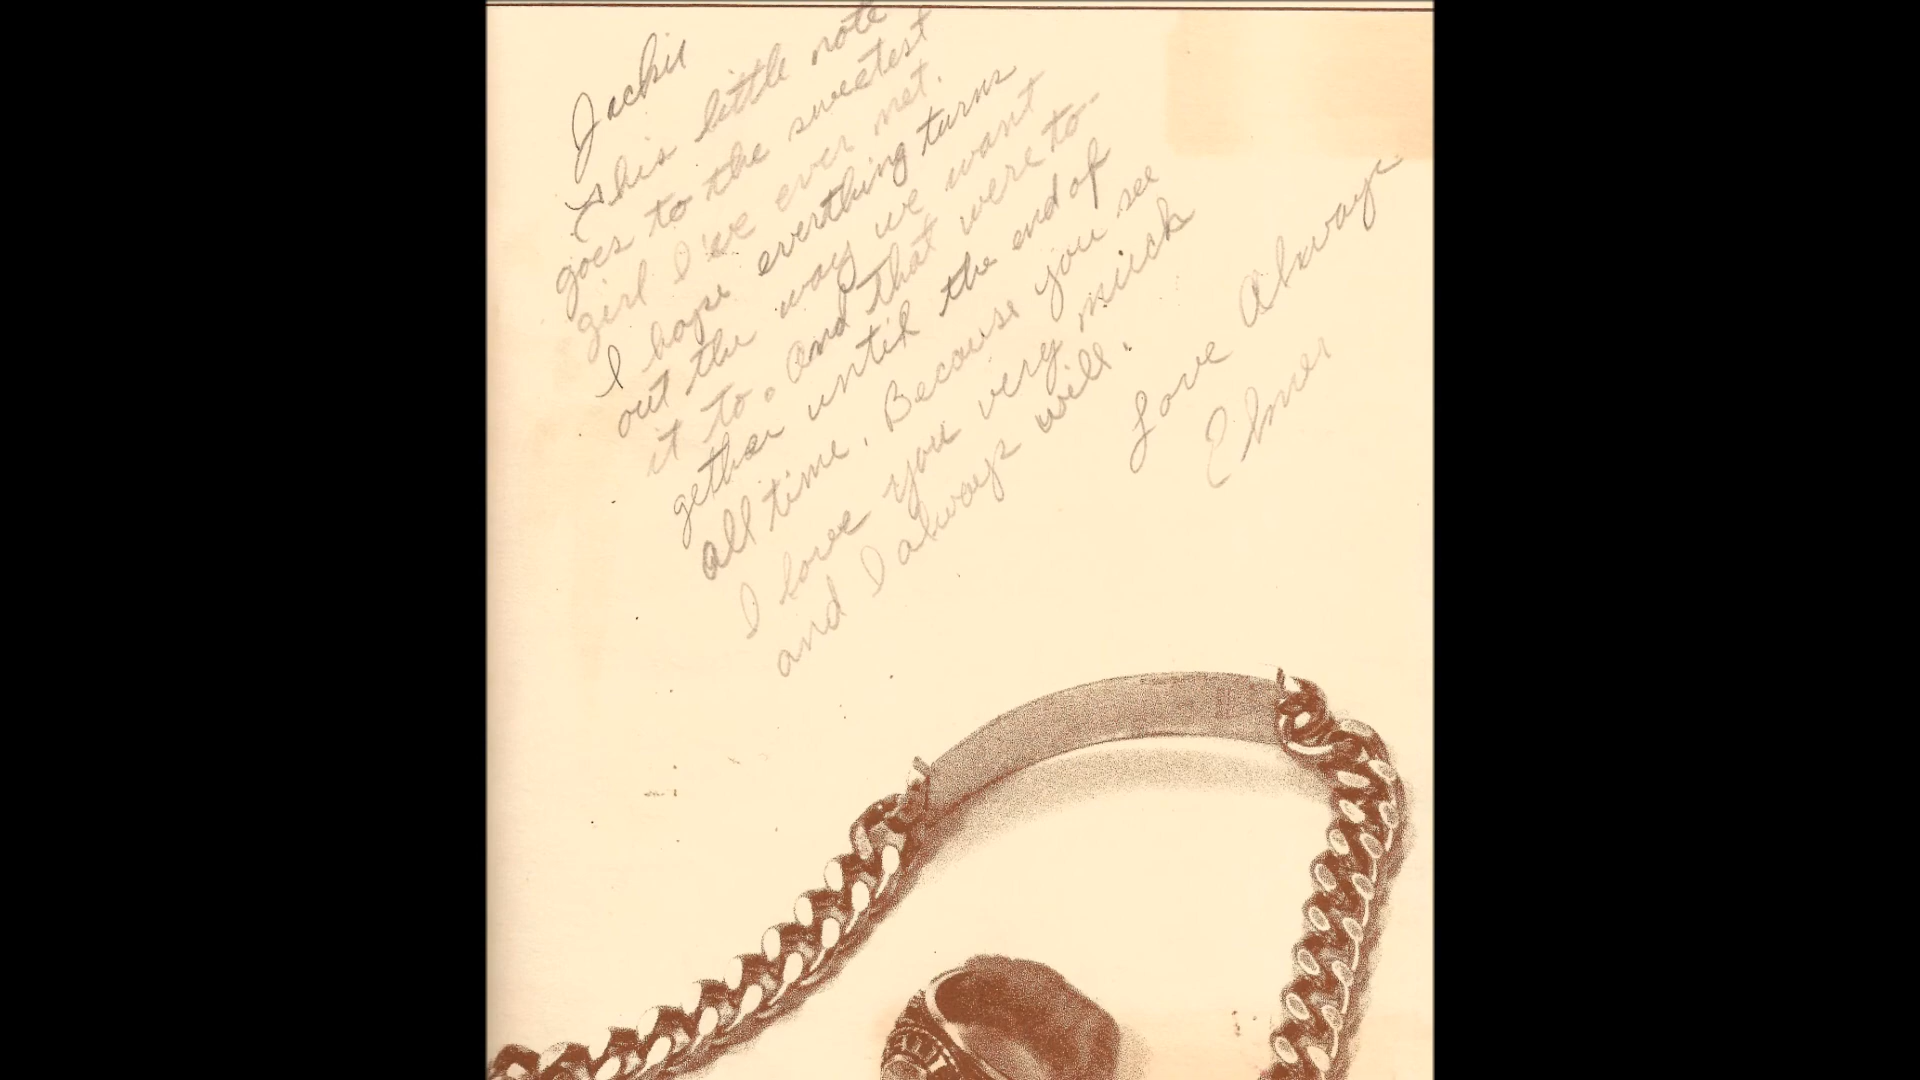 Jackie
This little note
goes to the sweetest
girl I've ever met.
I hope everthing turns
out the way we want
it to. And that were to-
gether until the end of
all time. Because you see
I love you very much
and I always will.
Love Always
Elmer